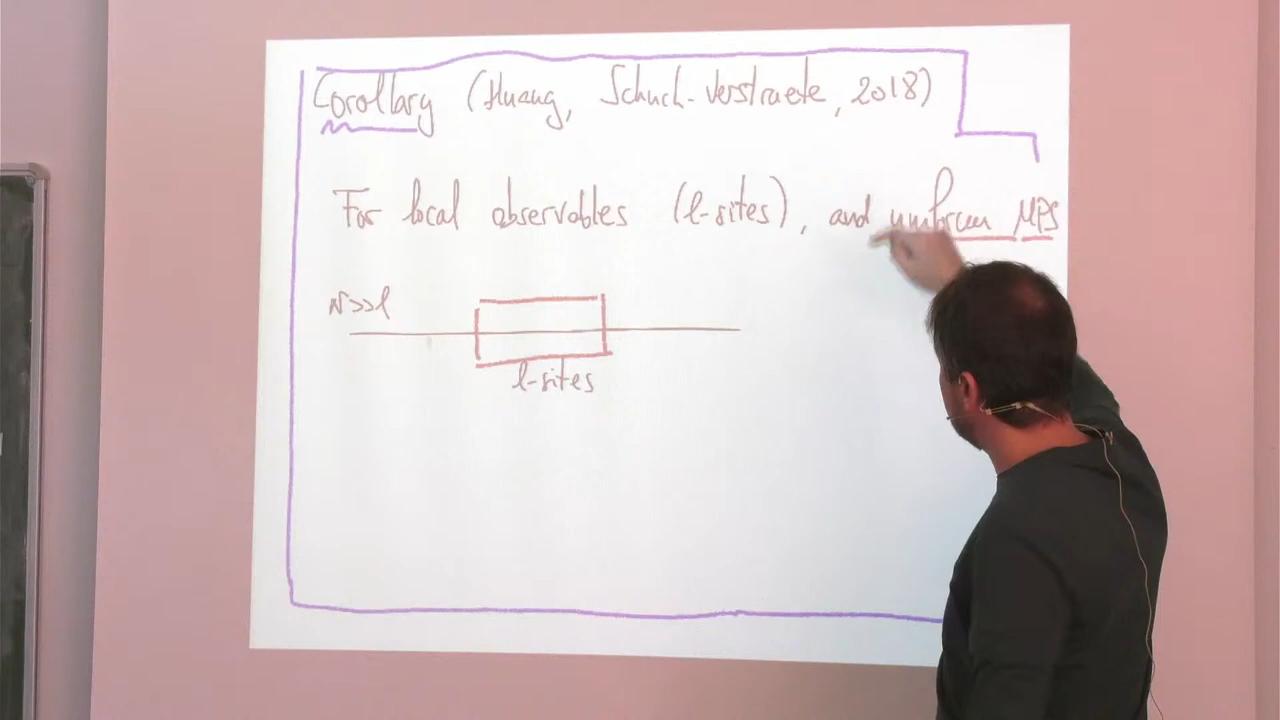 Corollary (Huang, Schuch-Verstraete, 2018)
For local observables (l-sites), and uniform MPS
N>>l
l-sites